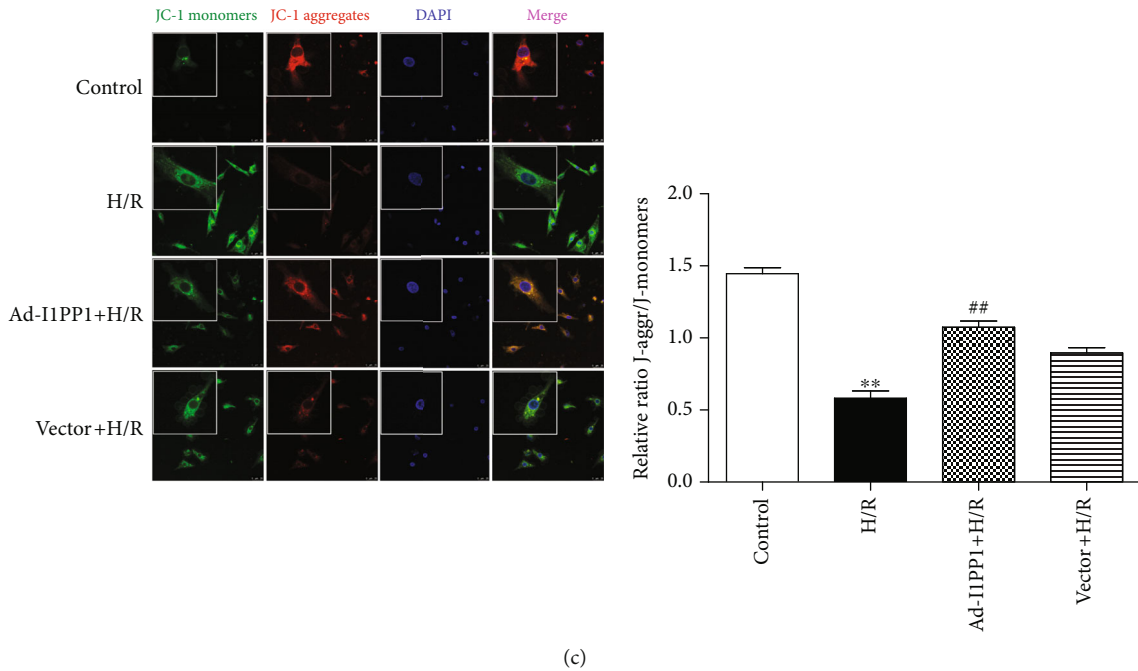 JC-1 monomers JC-1 aggregates DAPI Merge
Control
H/R
Ad-I1PP1+H/R
Vector+H/R
Relative ratio J-aggr/J-monomers
2.0
1.5
1.0
0.5
0.0
**
##
Control
H/R
Ad-I1PP1+H/R
Vector+H/R
(c)